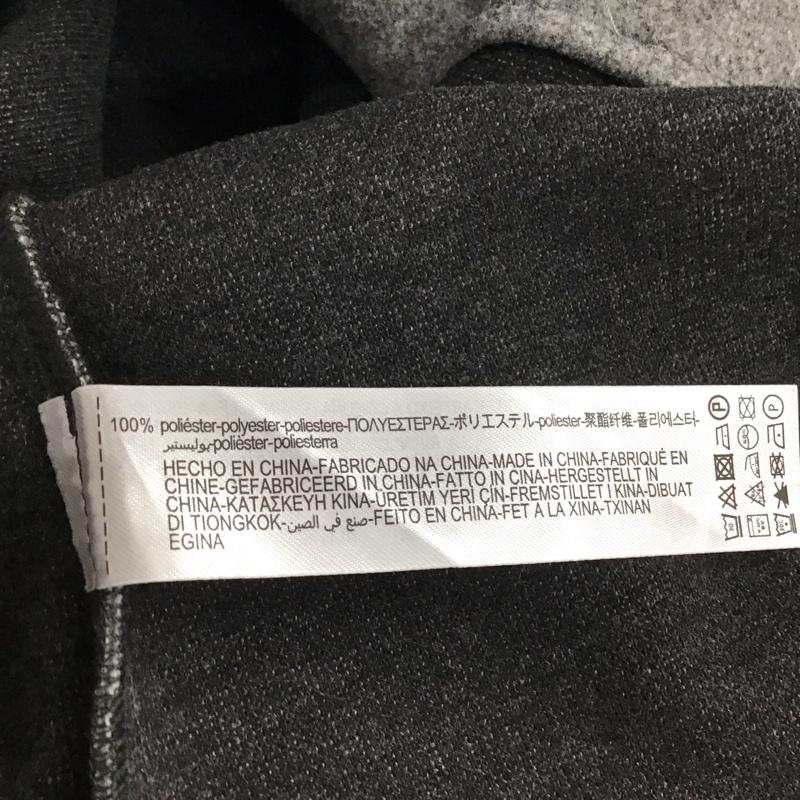 100% poliéster-polyester-poliestere-ΠΟΛΥΕΣΤΕΡΑΣ-ポリエステル-poliester-聚酯纤维-폴리에스타-
بوليستير-polièster-poliesterra
HECHO EN CHINA-FABRICADO NA CHINA-MADE IN CHINA-FABRIQUÉ EN
CHINE-GEFABRICEERD IN CHINA-FATTO IN CINA-HERGESTELLT IN
CHINA-ΚΑΤΑΣΚΕΥΗ ΚΙΝΑ-ÜRETİM YERİ ÇİN-FREMSTILLET I KINA-DIBUAT
DI TIONGKOK-صنع في الصين-FEITO EN CHINA-FET A LA XINA-TXINAN
EGINA
P P